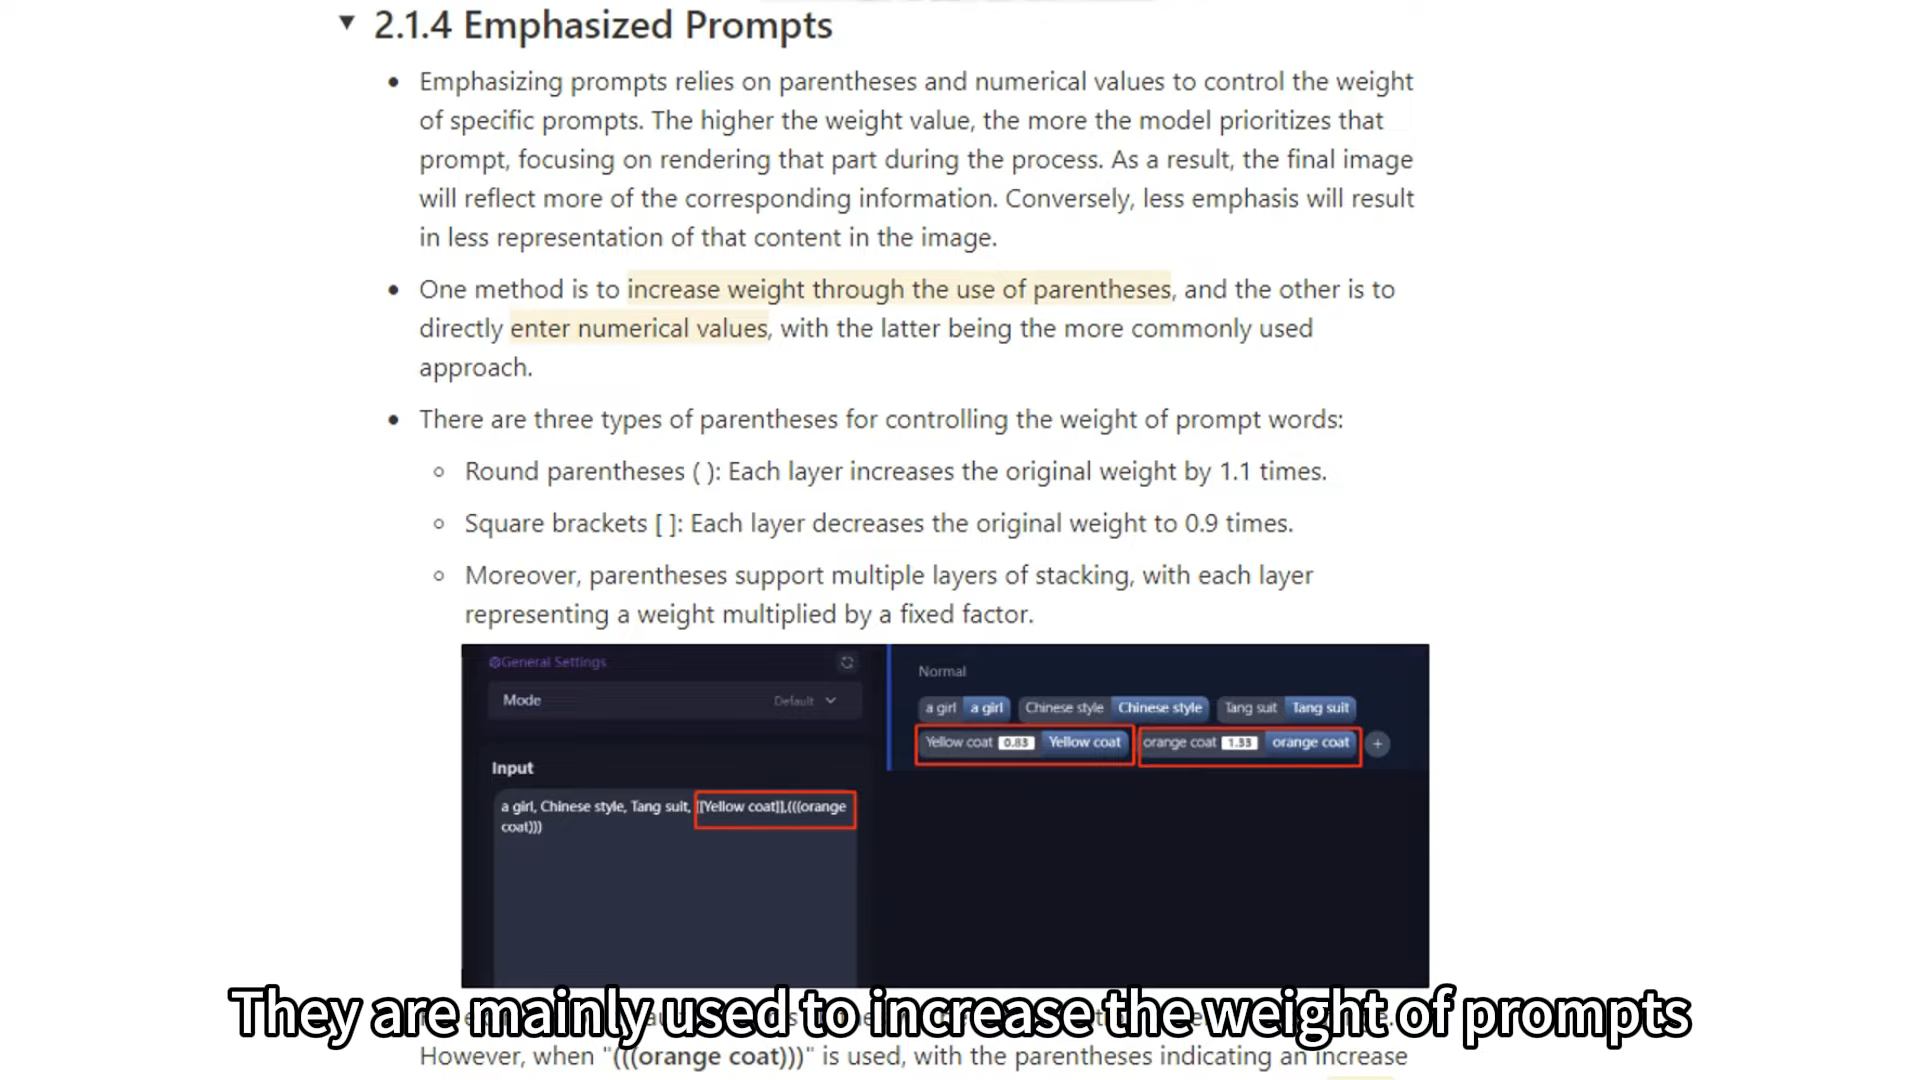 2.1.4 Emphasized Prompts
Emphasizing prompts relies on parentheses and numerical values to control the weight
of specific prompts. The higher the weight value, the more the model prioritizes that
prompt, focusing on rendering that part during the process. As a result, the final image
will reflect more of the corresponding information. Conversely, less emphasis will result
in less representation of that content in the image.
One method is to increase weight through the use of parentheses, and the other is to
directly enter numerical values, with the latter being the more commonly used
approach.
There are three types of parentheses for controlling the weight of prompt words:
Round parentheses ( ): Each layer increases the original weight by 1.1 times.
Square brackets [ ]: Each layer decreases the original weight to 0.9 times.
Moreover, parentheses support multiple layers of stacking, with each layer
representing a weight multiplied by a fixed factor.
General Settings
Mode Default
Input
a girl, Chinese style, Tang suit, [[Yellow coat]],(((orange
coat)))
Normal
a girl a girl Chinese style Chinese style Tang suit Tang suit
Yellow coat 0.83 Yellow coat orange coat 1.33 orange coat +
They are mainly used to increase the weight of prompts
However, when "(((orange coat)))" is used, with the parentheses indicating an increase